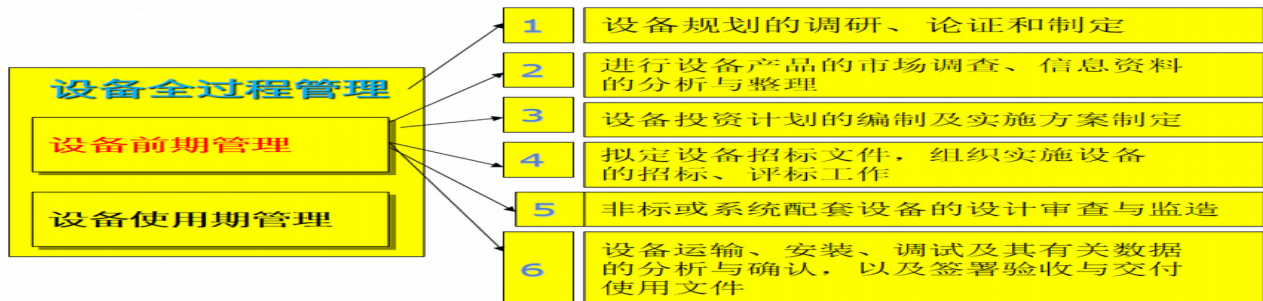 设备全过程管理
设备前期管理
设备使用期管理
1 设备规划的调研、论证和制定
2 进行设备产品的市场调查、信息资料
的分析与整理
3 设备投资计划的编制及实施方案制定
4 拟定设备招标文件，组织实施设备
的招标、评标工作
5 非标或系统配套设备的设计审查与监造
6 设备运输、安装、调试及其有关数据
的分析与确认，以及签署验收与交付
使用文件